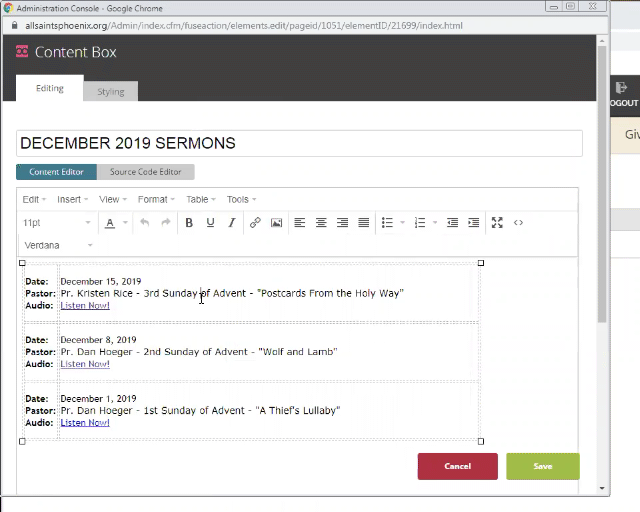 Administration Console - Google Chrome
allsaintsphoenix.org/Admin/index.cfm/fuseaction/elements.edit/pageid/1051/elementID/21699/index.html
Content Box
Editing
Styling
OGOUT
Giv
DECEMBER 2019 SERMONS
Content Editor
Source Code Editor
Edit Insert View Format Table Tools
11pt A B U I
Verdana
Date: December 15, 2019
Pastor: Pr. Kristen Rice - 3rd Sunday of Advent - "Postcards From the Holy Way"
Audio: Listen Now!
Date: December 8, 2019
Pastor: Pr. Dan Hoeger - 2nd Sunday of Advent - "Wolf and Lamb"
Audio: Listen Now!
Date: December 1, 2019
Pastor: Pr. Dan Hoeger - 1st Sunday of Advent - "A Thief's Lullaby"
Audio: Listen Now!
Cancel
Save